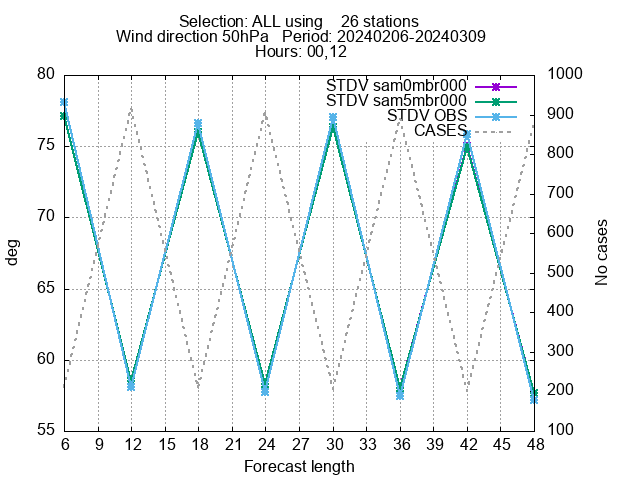 Selection: ALL using    26 stations
Wind direction 50hPa   Period: 20240206-20240309
Hours: 00,12
80 1000
STDV sam0mbr000
STDV sam5mbr000
STDV OBS
CASES
900
75
800
700
70
600
deg
No cases
500
65
400
300
60
200
55 100
6 9 12 15 18 21 24 27 30 33 36 39 42 45 48
Forecast length